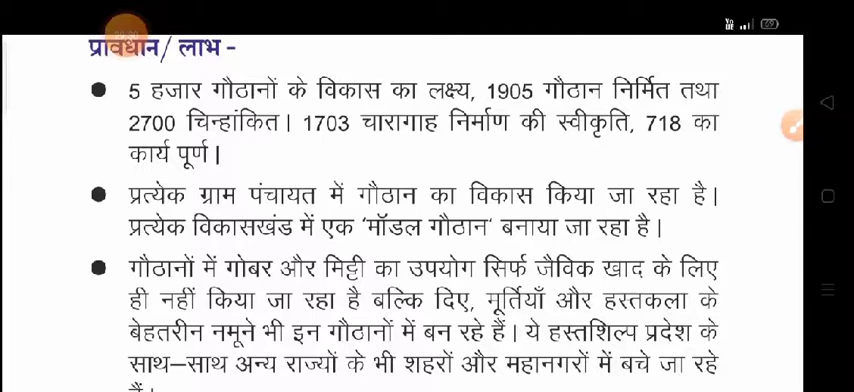 प्रावधान/ लाभ -
● 5 हजार गौठानों के विकास का लक्ष्य, 1905 गौठान निर्मित तथा
2700 चिन्हांकित। 1703 चारागाह निर्माण की स्वीकृति, 718 का
कार्य पूर्ण।
● प्रत्येक ग्राम पंचायत में गौठान का विकास किया जा रहा है।
प्रत्येक विकासखंड में एक 'मॉडल गौठान' बनाया जा रहा है।
● गौठानों में गोबर और मिट्टी का उपयोग सिर्फ जैविक खाद के लिए
ही नहीं किया जा रहा है बल्कि दिए, मूर्तियाँ और हस्तकला के
बेहतरीन नमूने भी इन गौठानों में बन रहे हैं। ये हस्तशिल्प प्रदेश के
साथ–साथ अन्य राज्यों के भी शहरों और महानगरों में बचे जा रहे
हैं।